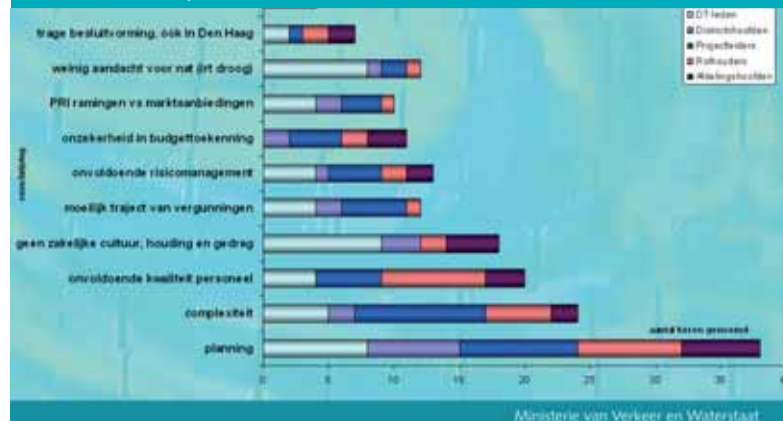 DT-leden
Districtshoofden
Projectleiders
Rolhouders
Afdelingshoofden
trage besluitvorming, óók in Den Haag
weinig aandacht voor nat (irt droog)
PRI ramingen vs marktaanbiedingen
onzekerheid in budgettoekenning
onvoldoende risicomanagement
moeilijk traject van vergunningen
geen zakelijke cultuur, houding en gedrag
onvoldoende kwaliteit personeel
complexiteit
aantal keren genoemd
planning
0 5 10 15 20 25 30 35
Ministerie van Verkeer en Waterstaat